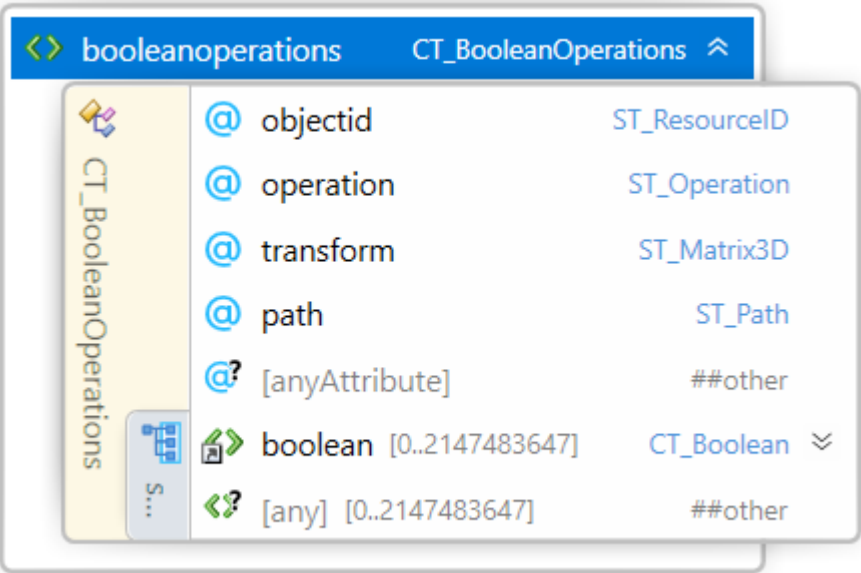 booleanoperations CT_BooleanOperations
CT_BooleanOperations
@ objectid ST_ResourceID
@ operation ST_Operation
@ transform ST_Matrix3D
@ path ST_Path
@? [anyAttribute] ##other
boolean [0..2147483647] CT_Boolean
S...
<>? [any] [0..2147483647] ##other